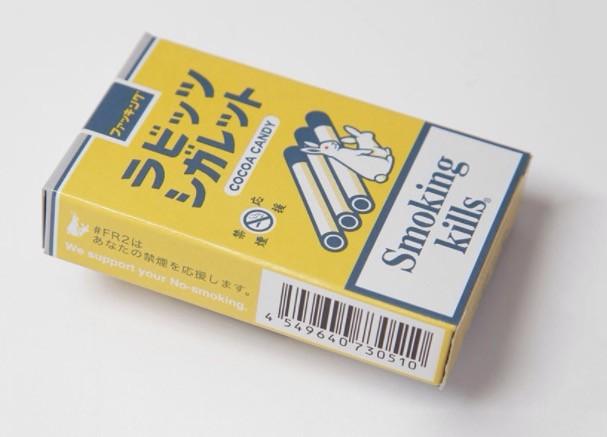 ファッキング
ラビッツ
シガレット
COCOA CANDY
禁煙応援
Smoking
kills®
#FR2は
あなたの禁煙を応援します。
We support your No-smoking.
4 549640 730510